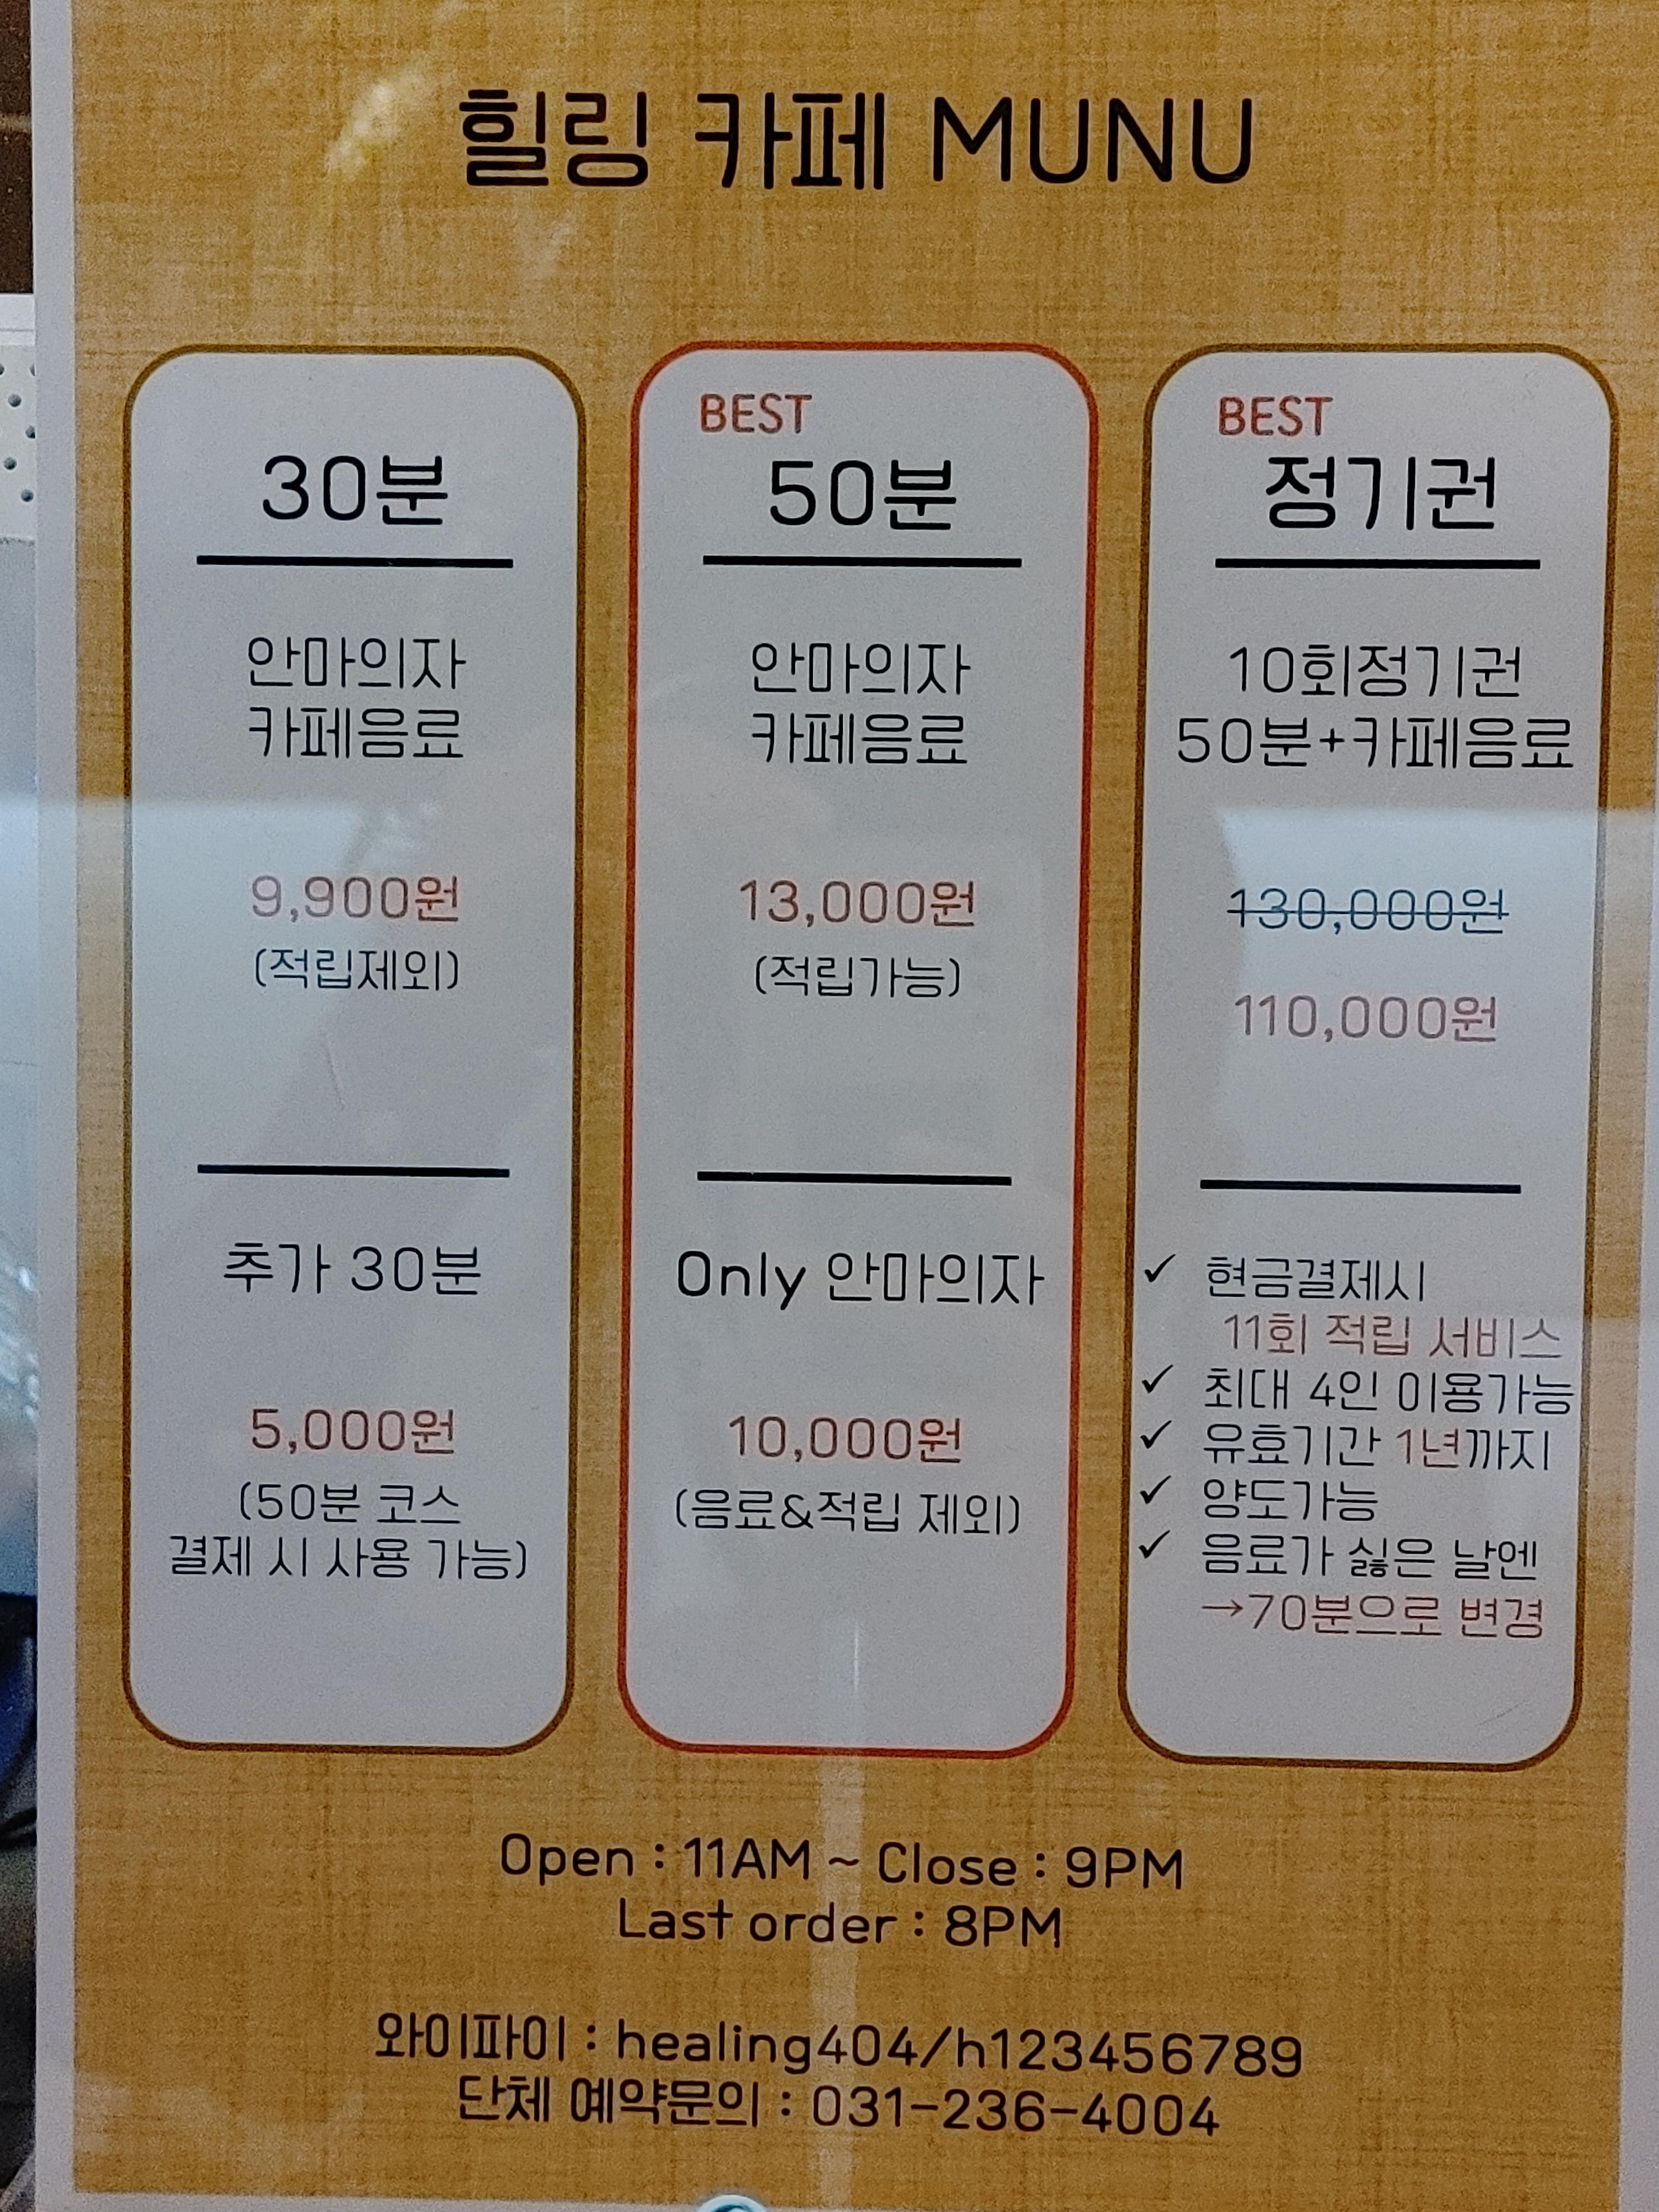 힐링 카페 MUNU
30분
안마의자
카페음료
9,900원
(적립제외)
추가 30분
5,000원
(50분 코스
결제 시 사용 가능)
BEST
50분
안마의자
카페음료
13,000원
(적립가능)
Only 안마의자
10,000원
(음료&적립 제외)
BEST
정기권
10회정기권
50분+카페음료
130,000원
110,000원
✓ 현금결제시
11회 적립 서비스
✓ 최대 4인 이용가능
✓ 유효기간 1년까지
✓ 양도가능
✓ 음료가 싫은 날엔
→70분으로 변경
Open : 11AM ~ Close : 9PM
Last order : 8PM
와이파이 : healing404/h123456789
단체 예약문의 : 031-236-4004